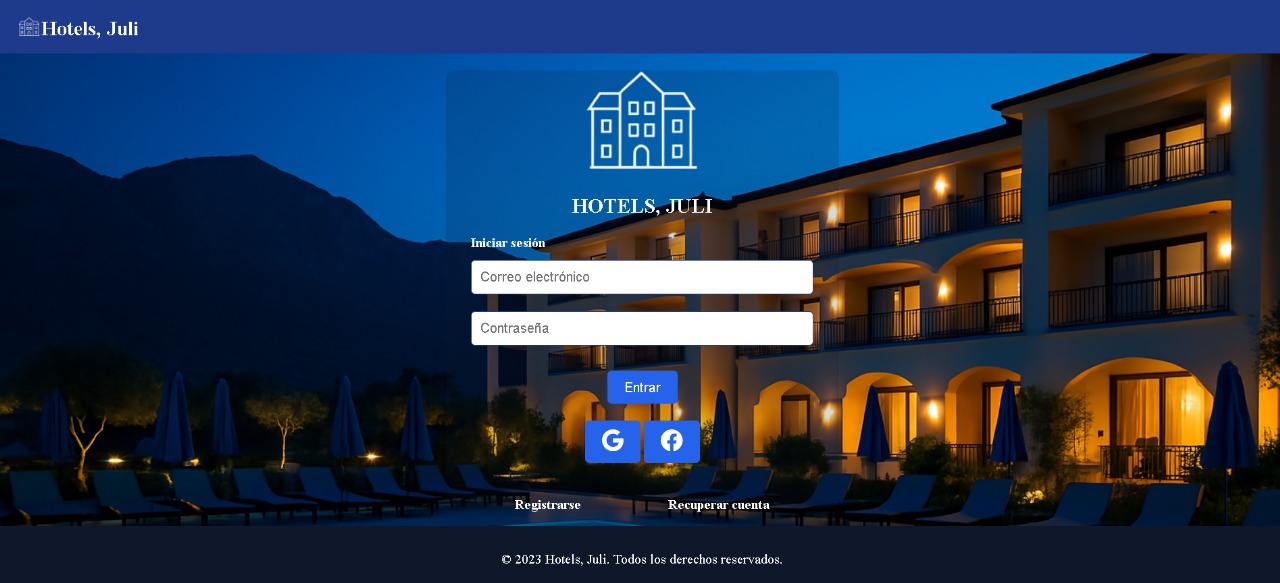 Hotels, Juli
HOTELS, JULI
Iniciar sesión
Correo electrónico
Contraseña
Entrar
G
Registrarse Recuperar cuenta
© 2023 Hotels, Juli. Todos los derechos reservados.